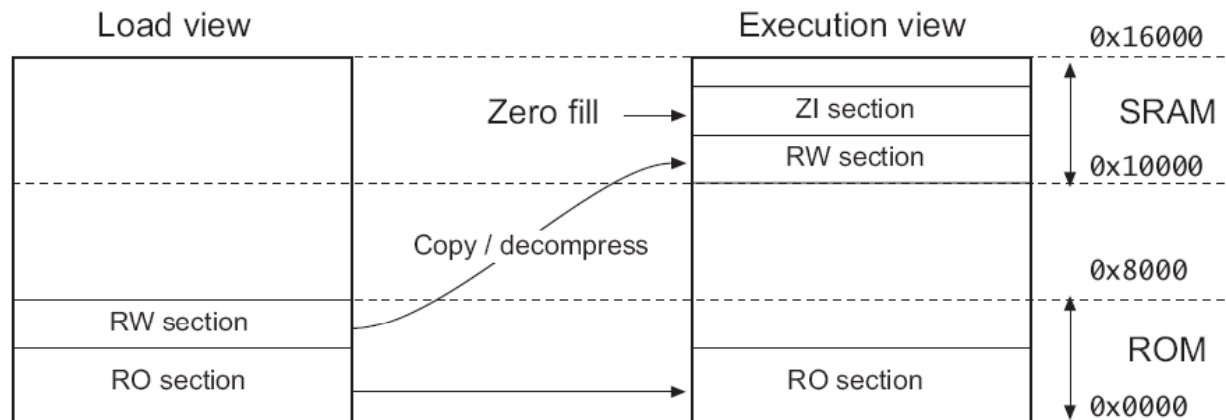 Load view
Execution view
0x16000
Zero fill
ZI section
SRAM
RW section
0x10000
Copy / decompress
0x8000
RW section
ROM
RO section
RO section
0x0000